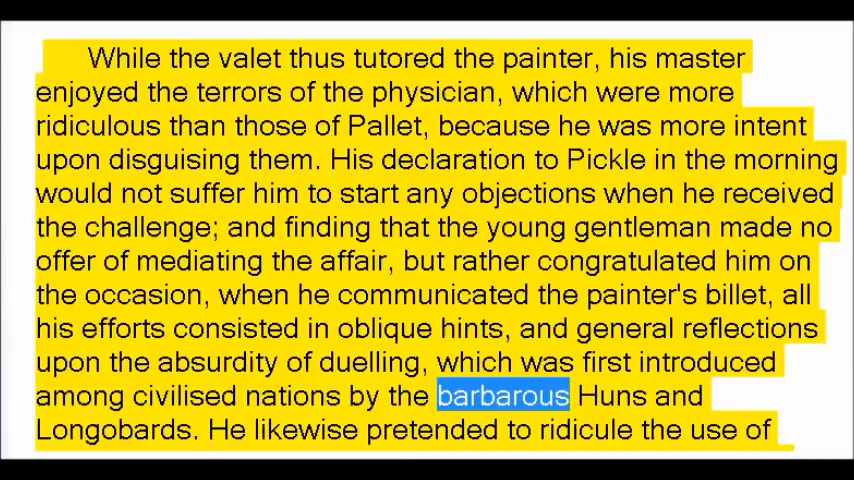 While the valet thus tutored the painter, his master
enjoyed the terrors of the physician, which were more
ridiculous than those of Pallet, because he was more intent
upon disguising them. His declaration to Pickle in the morning
would not suffer him to start any objections when he received
the challenge; and finding that the young gentleman made no
offer of mediating the affair, but rather congratulated him on
the occasion, when he communicated the painter's billet, all
his efforts consisted in oblique hints, and general reflections
upon the absurdity of duelling, which was first introduced
among civilised nations by the barbarous Huns and
Longobards. He likewise pretended to ridicule the use of